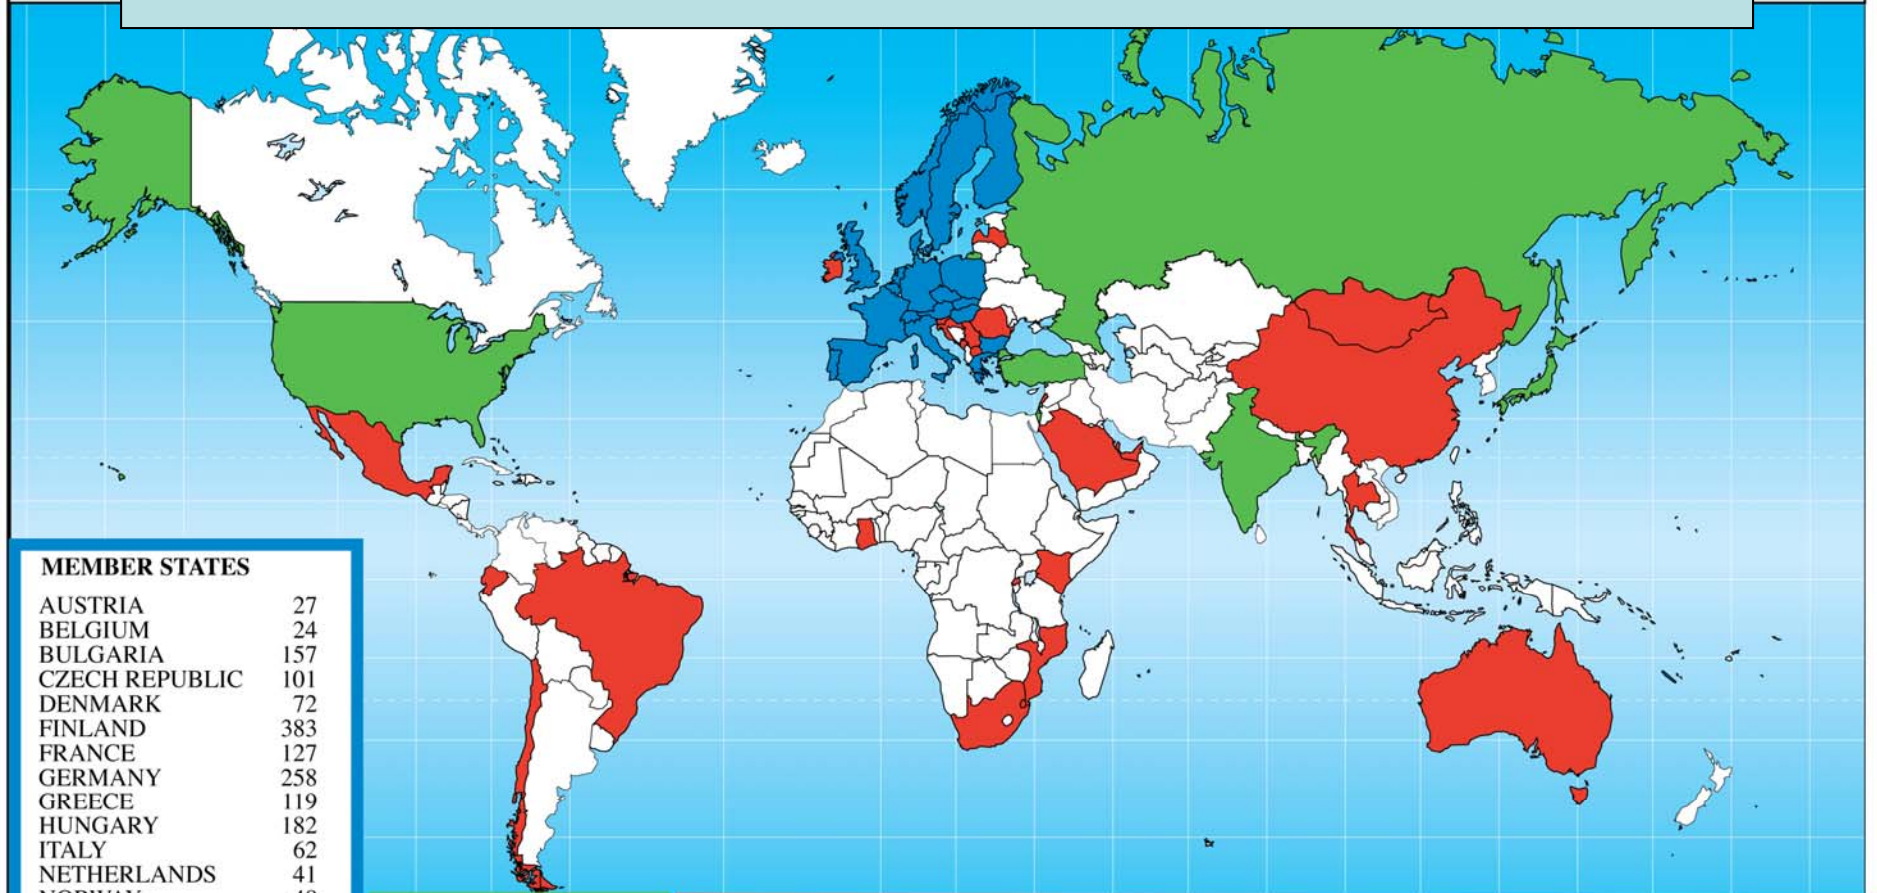 MEMBER STATES
AUSTRIA 27
BELGIUM 24
BULGARIA 157
CZECH REPUBLIC 101
DENMARK 72
FINLAND 383
FRANCE 127
GERMANY 258
GREECE 119
HUNGARY 182
ITALY 62
NETHERLANDS 41
NORWAY